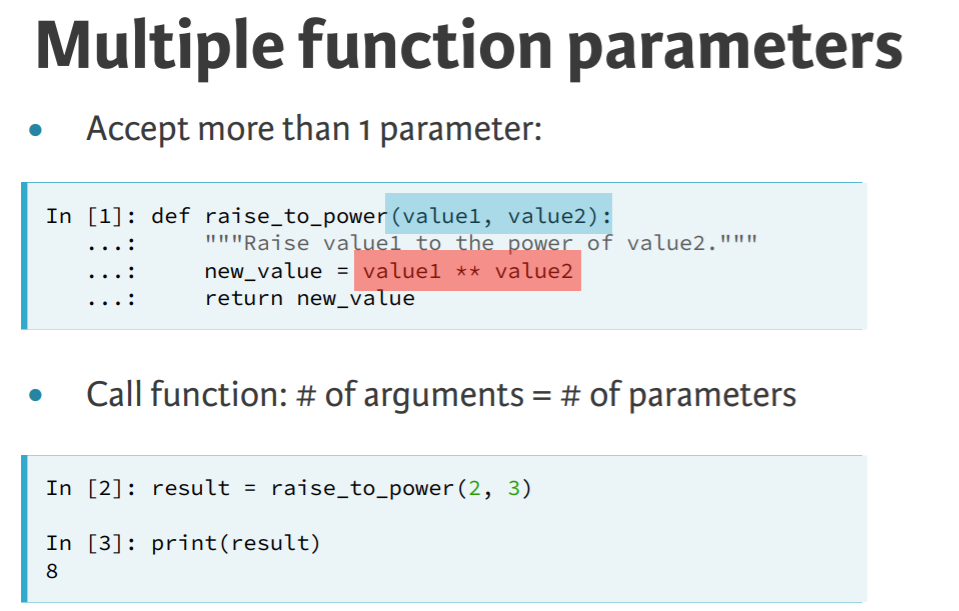 Multiple function parameters
• Accept more than 1 parameter:
In [1]: def raise_to_power(value1, value2):
   ...:     """Raise value1 to the power of value2."""
   ...:     new_value = value1 ** value2
   ...:     return new_value
• Call function: # of arguments = # of parameters
In [2]: result = raise_to_power(2, 3)
In [3]: print(result)
8